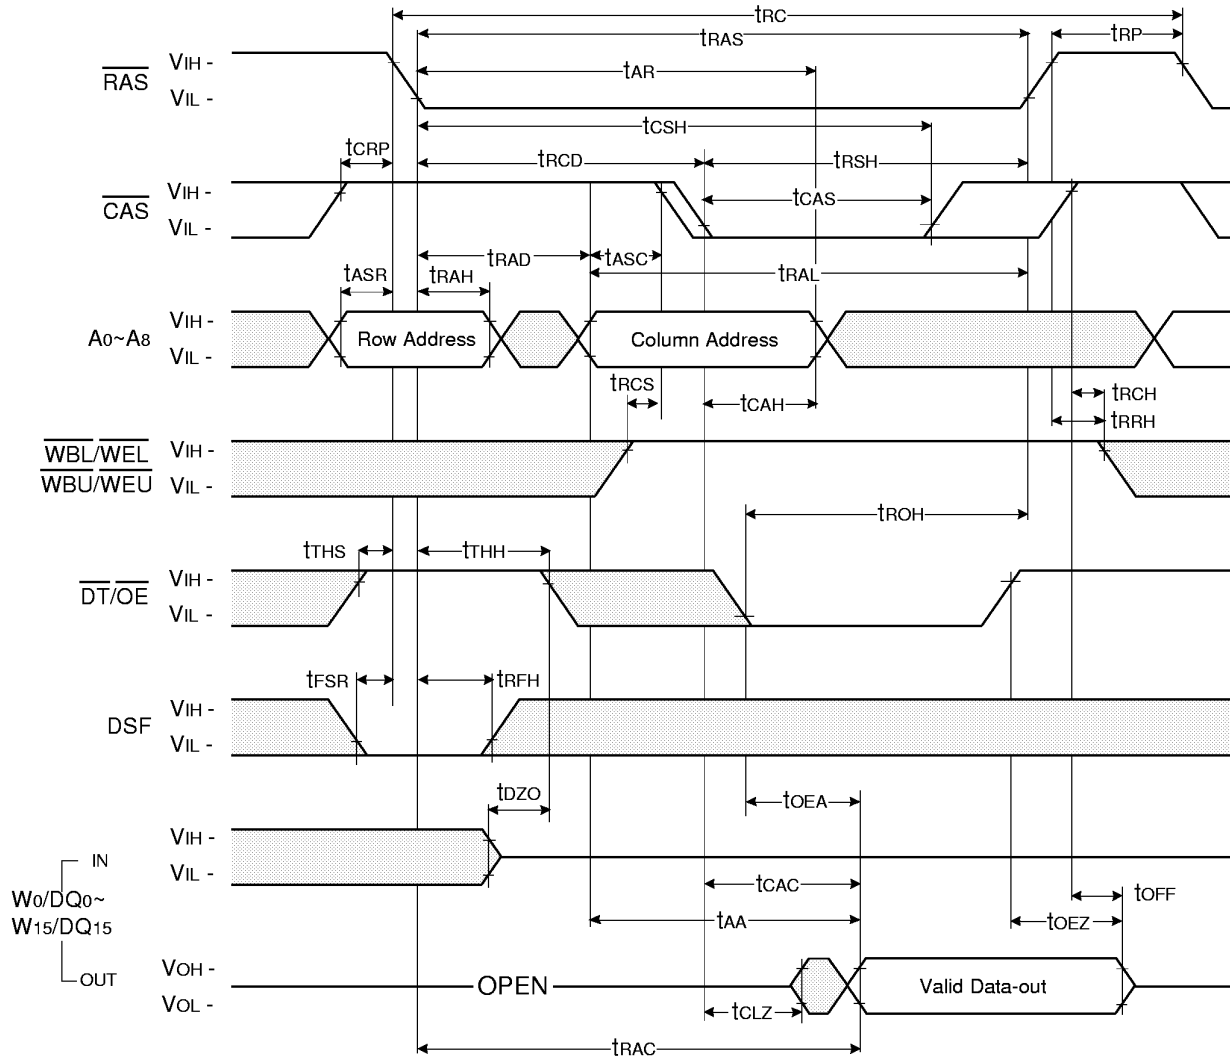 tRC
tRAS
tRP
RAS
VIH -
VIL -
tAR
tCSH
tCRP
tRCD
tRSH
CAS
VIH -
VIL -
tCAS
tRAD
tASC
tRAL
tASR
tRAH
A0~A8
VIH -
VIL -
Row Address
Column Address
tRCS
tCAH
tRCH
tRRH
WBL/WEL
WBU/WEU
VIH -
VIL -
tROH
tTHS
tTHH
DT/OE
VIH -
VIL -
tFSR
tRFH
DSF
VIH -
VIL -
tDZO
tOEA
VIH -
VIL -
IN
W0/DQ0~
W15/DQ15
OUT
tCAC
tOFF
tAA
tOEZ
VOH -
VOL -
OPEN
Valid Data-out
tCLZ
tRAC